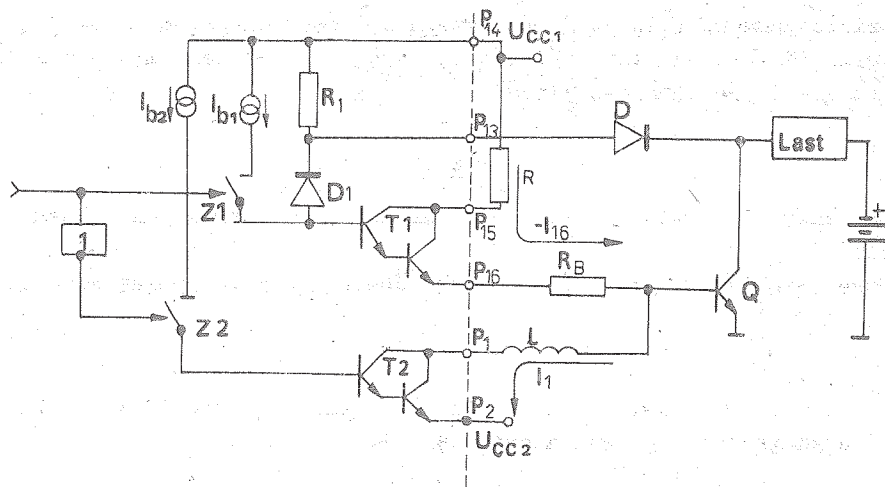 P14
UCC1
Ib2
Ib1
R1
P13
D
Last
+
D1
R
Z1
T1
P15
-I16
1
P16
RB
Q
Z2
P1
L
T2
I1
P2
UCC2